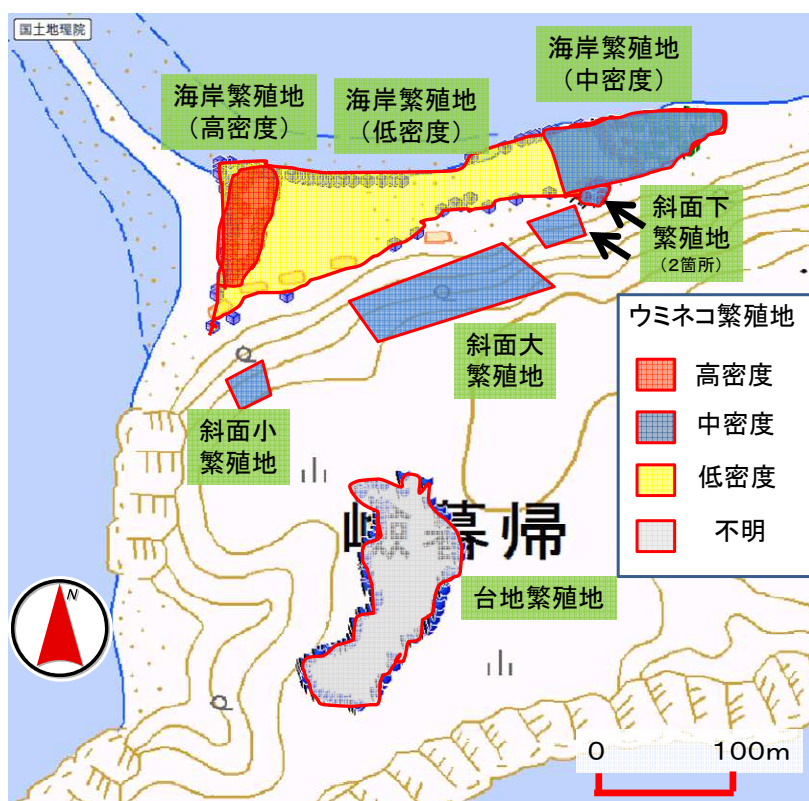 国土地理院
海岸繁殖地
（中密度）
海岸繁殖地
（高密度）
海岸繁殖地
（低密度）
斜面下
繁殖地
（2箇所）
ウミネコ繁殖地
高密度
中密度
低密度
不明
斜面大
繁殖地
斜面小
繁殖地
幕帰
台地繁殖地
N
0 100m